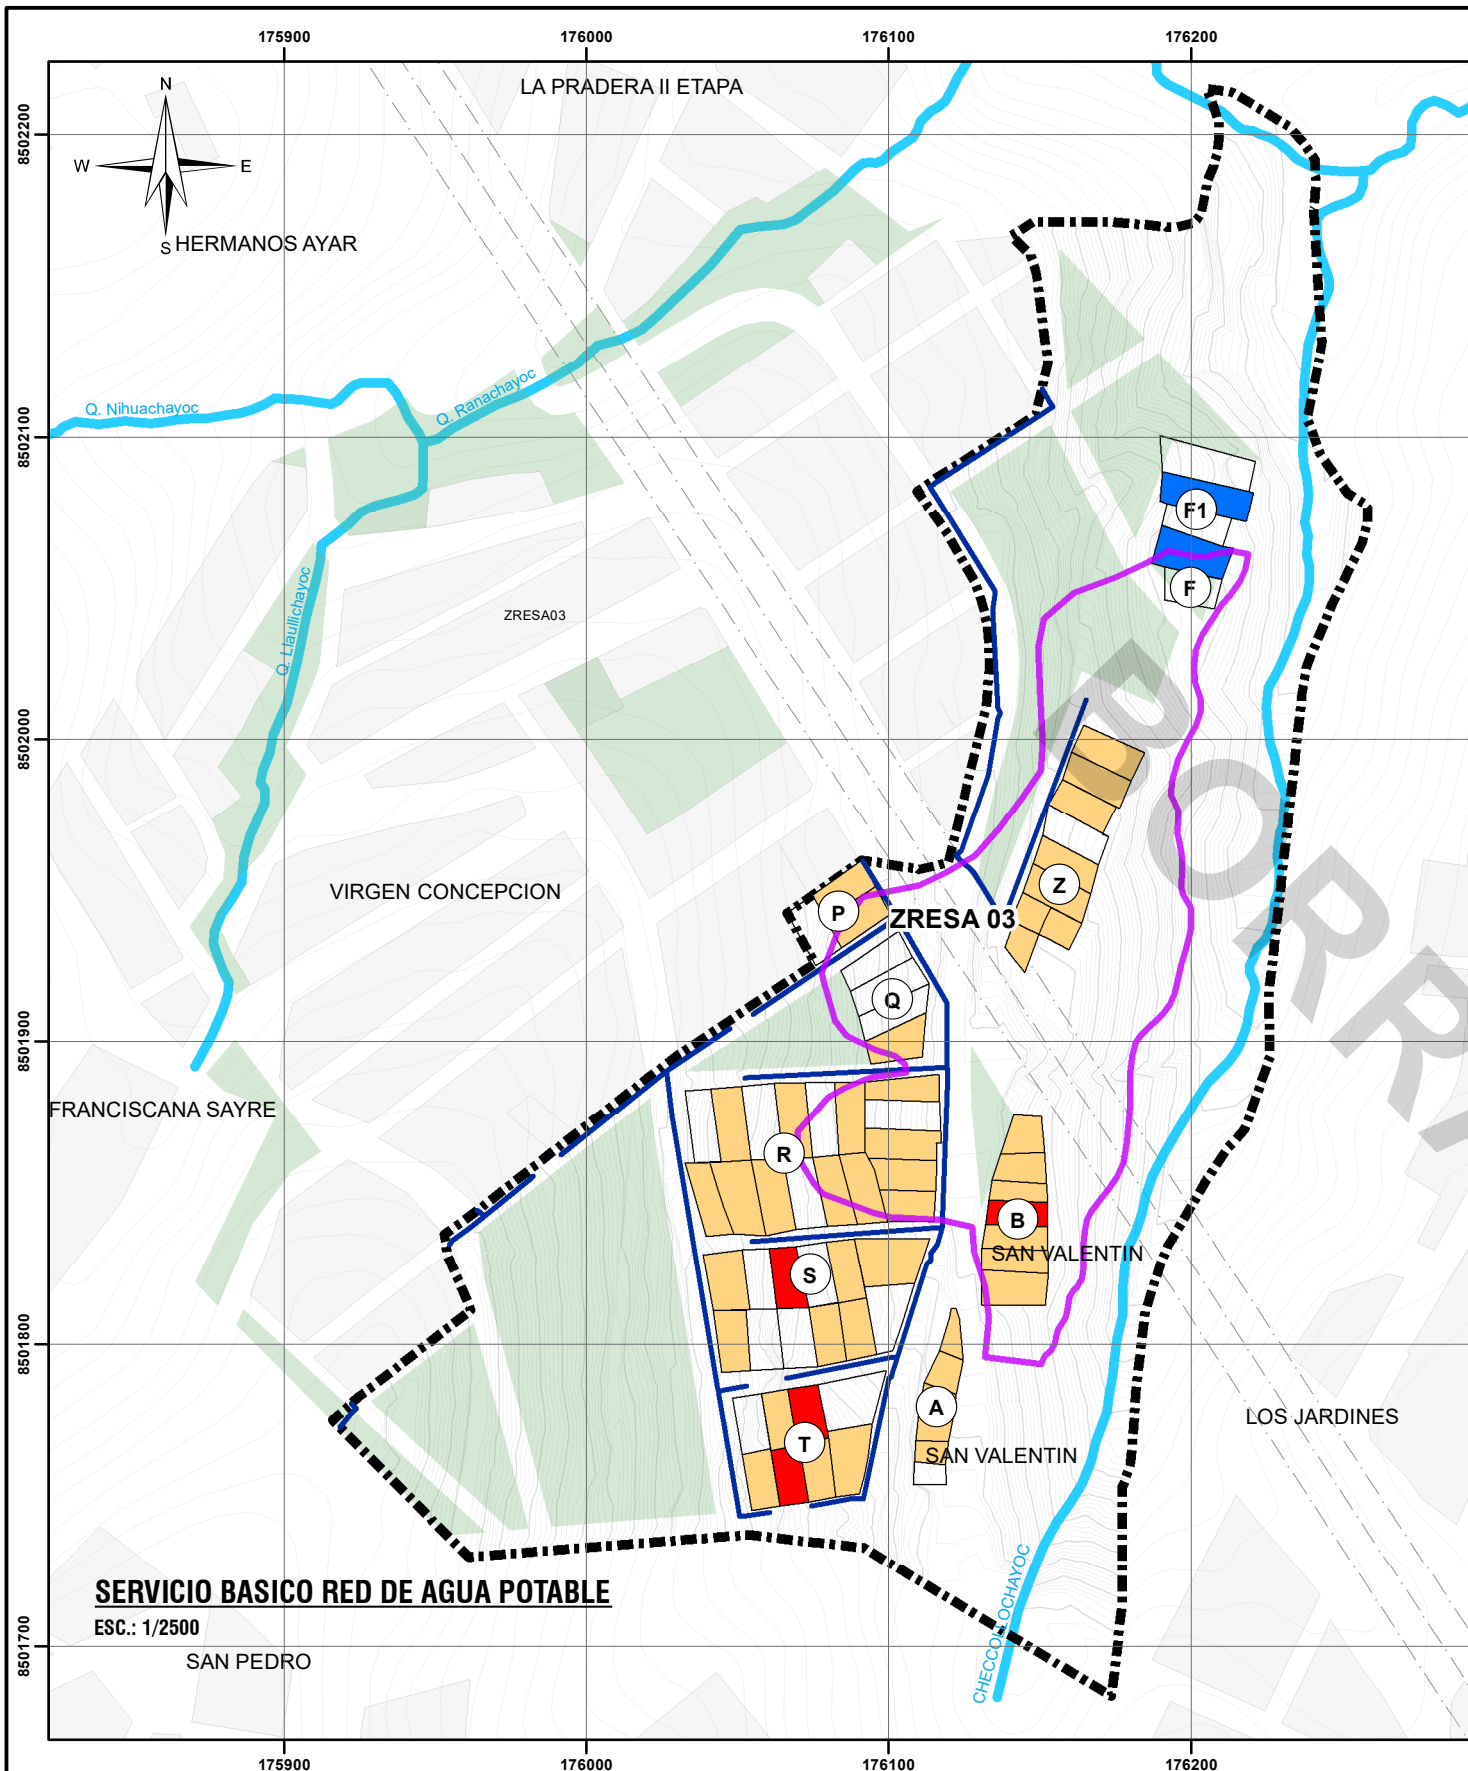 175900 176000 176100 176200
LA PRADERA II ETAPA
8502200
N
W E
S
HERMANOS AYAR
Q. Nihuachayoc
Q. Ranachayoc
8502100
F1
F
Q. Llaullichayoc
ZRESA03
BORR
8502000
VIRGEN CONCEPCION
Z
P
ZRESA 03
Q
8501900
FRANCISCANA SAYRE
R
B
SAN VALENTIN
S
8501800
A
LOS JARDINES
T
SAN VALENTIN
CHECCOLLOCHAYOC
SERVICIO BASICO RED DE AGUA POTABLE
ESC.: 1/2500
8501700
SAN PEDRO
175900 176000 176100 176200